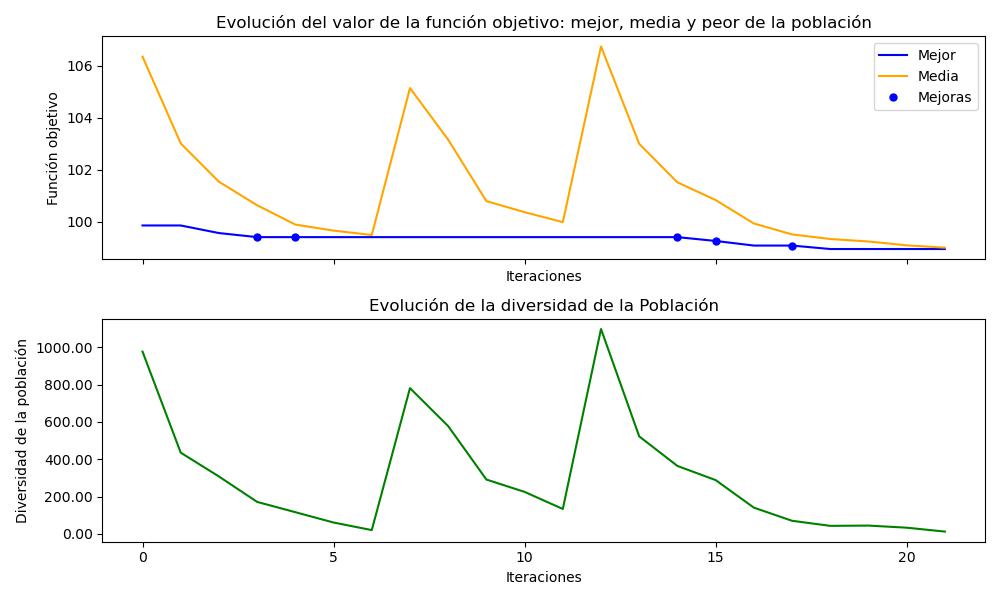 Evolución del valor de la función objetivo: mejor, media y peor de la población
Función objetivo
106
104
102
100
Mejor
Media
Mejoras
Iteraciones
Evolución de la diversidad de la Población
Diversidad de la población
1000.00
800.00
600.00
400.00
200.00
0.00
0 5 10 15 20
Iteraciones